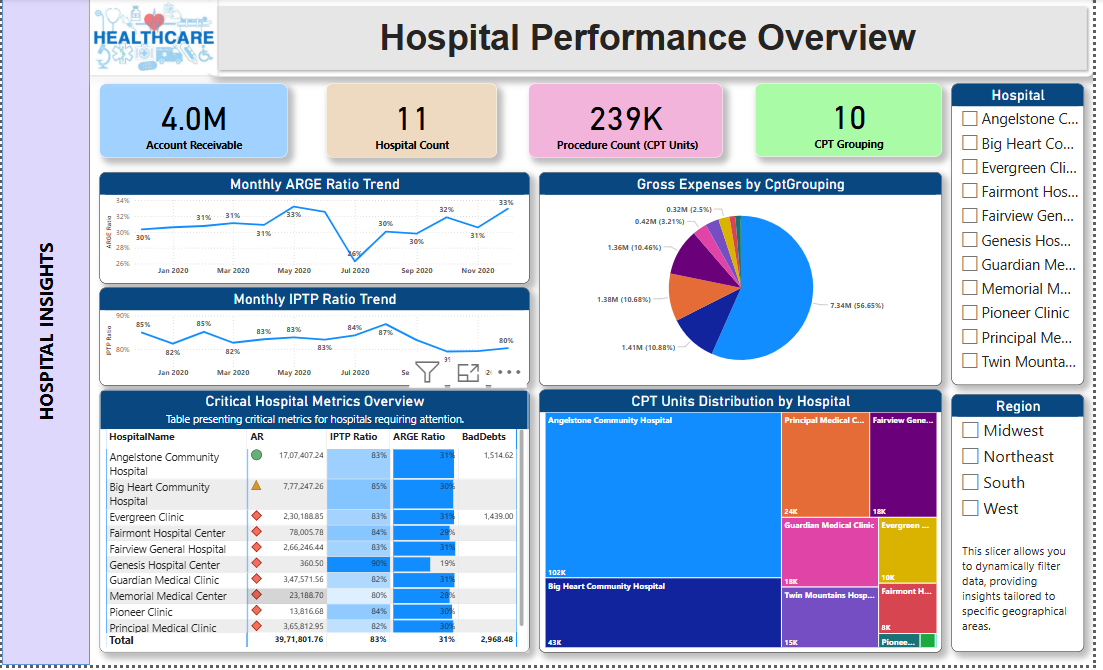 HEALTHCARE
Hospital Performance Overview
HOSPITAL INSIGHTS
4.0M
Account Receivable
11
Hospital Count
239K
Procedure Count (CPT Units)
10
CPT Grouping
Hospital
Angelstone C...
Big Heart Co...
Evergreen Cli...
Fairmont Hos...
Fairview Gen...
Genesis Hos...
Guardian Me...
Memorial M...
Pioneer Clinic
Principal Me...
Twin Mounta...
Monthly ARGE Ratio Trend
ARGE Ratio
34%
32%
30%
28%
26%
30%
31%
31%
31%
33%
26%
30%
30%
32%
31%
33%
Jan 2020
Mar 2020
May 2020
Jul 2020
Sep 2020
Nov 2020
Gross Expenses by CptGrouping
0.32M (2.5%)
0.42M (3.21%)
1.36M (10.46%)
1.38M (10.68%)
1.41M (10.88%)
7.34M (56.65%)
Monthly IPTP Ratio Trend
IPTP Ratio
90%
80%
85%
82%
85%
82%
83%
83%
83%
84%
87%
80%
Jan 2020
Mar 2020
May 2020
Jul 2020
Se
Critical Hospital Metrics Overview
Table presenting critical metrics for hospitals requiring attention.
HospitalName AR IPTP Ratio ARGE Ratio BadDebts
Angelstone Community 17,07,407.24 83% 31% 1,514.62
Hospital
Big Heart Community 7,77,247.26 85% 30%
Hospital
Evergreen Clinic 2,30,188.85 83% 31% 1,439.00
Fairmont Hospital Center 78,005.78 84% 29%
Fairview General Hospital 2,66,246.44 83% 31%
Genesis Hospital Center 360.50 90% 19%
Guardian Medical Clinic 3,47,571.56 82% 31%
Memorial Medical Center 23,188.70 80% 28%
Pioneer Clinic 13,816.68 84% 30%
Principal Medical Clinic 3,65,812.95 82% 30%
Total 39,71,801.76 83% 31% 2,968.48
CPT Units Distribution by Hospital
Angelstone Community Hospital
102K
Big Heart Community Hospital
43K
Principal Medical C...
24K
Fairview Gene...
18K
Guardian Medical Clinic
18K
Evergreen ...
10K
Twin Mountains Hosp...
15K
Fairmont H...
8K
Pionee...
Region
Midwest
Northeast
South
West
This slicer allows you
to dynamically filter
data, providing
insights tailored to
specific geographical
areas.